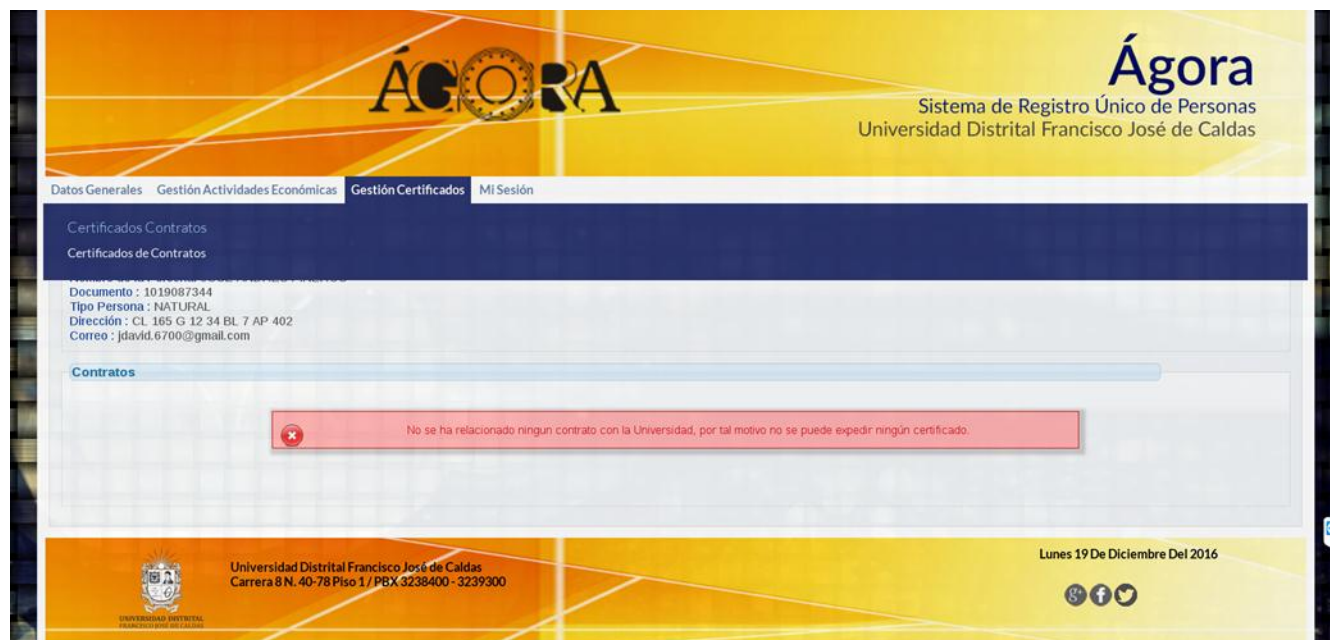 ÁGORA
Ágora
Sistema de Registro Único de Personas
Universidad Distrital Francisco José de Caldas
Datos Generales Gestión Actividades Económicas Gestión Certificados Mi Sesión
Certificados Contratos
Certificados de Contratos
Documento : 1019087344
Tipo Persona : NATURAL
Dirección : CL 165 G 12 34 BL 7 AP 402
Correo : jdavid.6700@gmail.com
Contratos
No se ha relacionado ningun contrato con la Universidad, por tal motivo no se puede expedir ningún certificado.
Universidad Distrital Francisco José de Caldas
Carrera 8 N. 40-78 Piso 1 / PBX 3238400 - 3239300
Lunes 19 De Diciembre Del 2016
UNIVERSIDAD DISTRITAL
FRANCISCO JOSÉ DE CALDAS